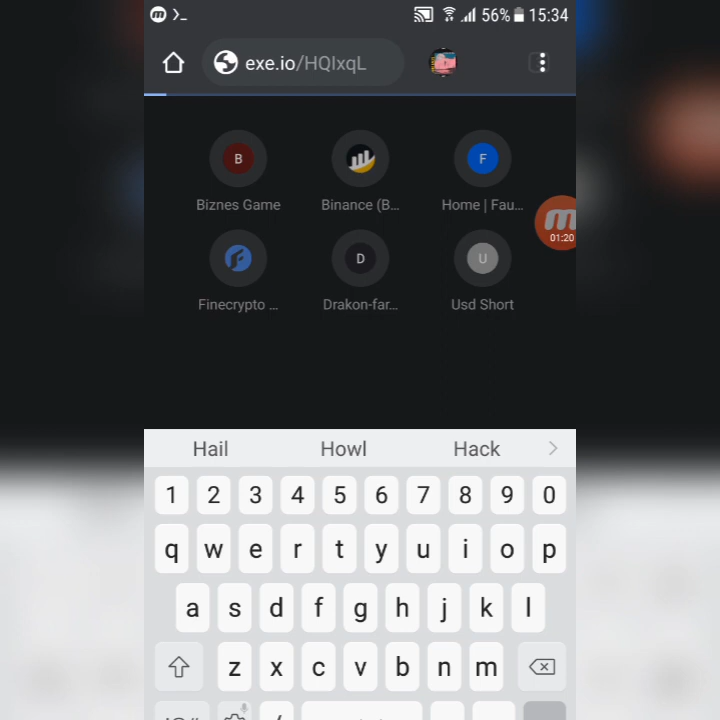 56% 15:34
exe.io/HQIxqL
B F
Biznes Game Binance (B... Home | Fau...
m
01:20
D U
Finecrypto ... Drakon-far... Usd Short
Hail Howl Hack
1 2 3 4 5 6 7 8 9 0
q w e r t y u i o p
a s d f g h j k l
z x c v b n m